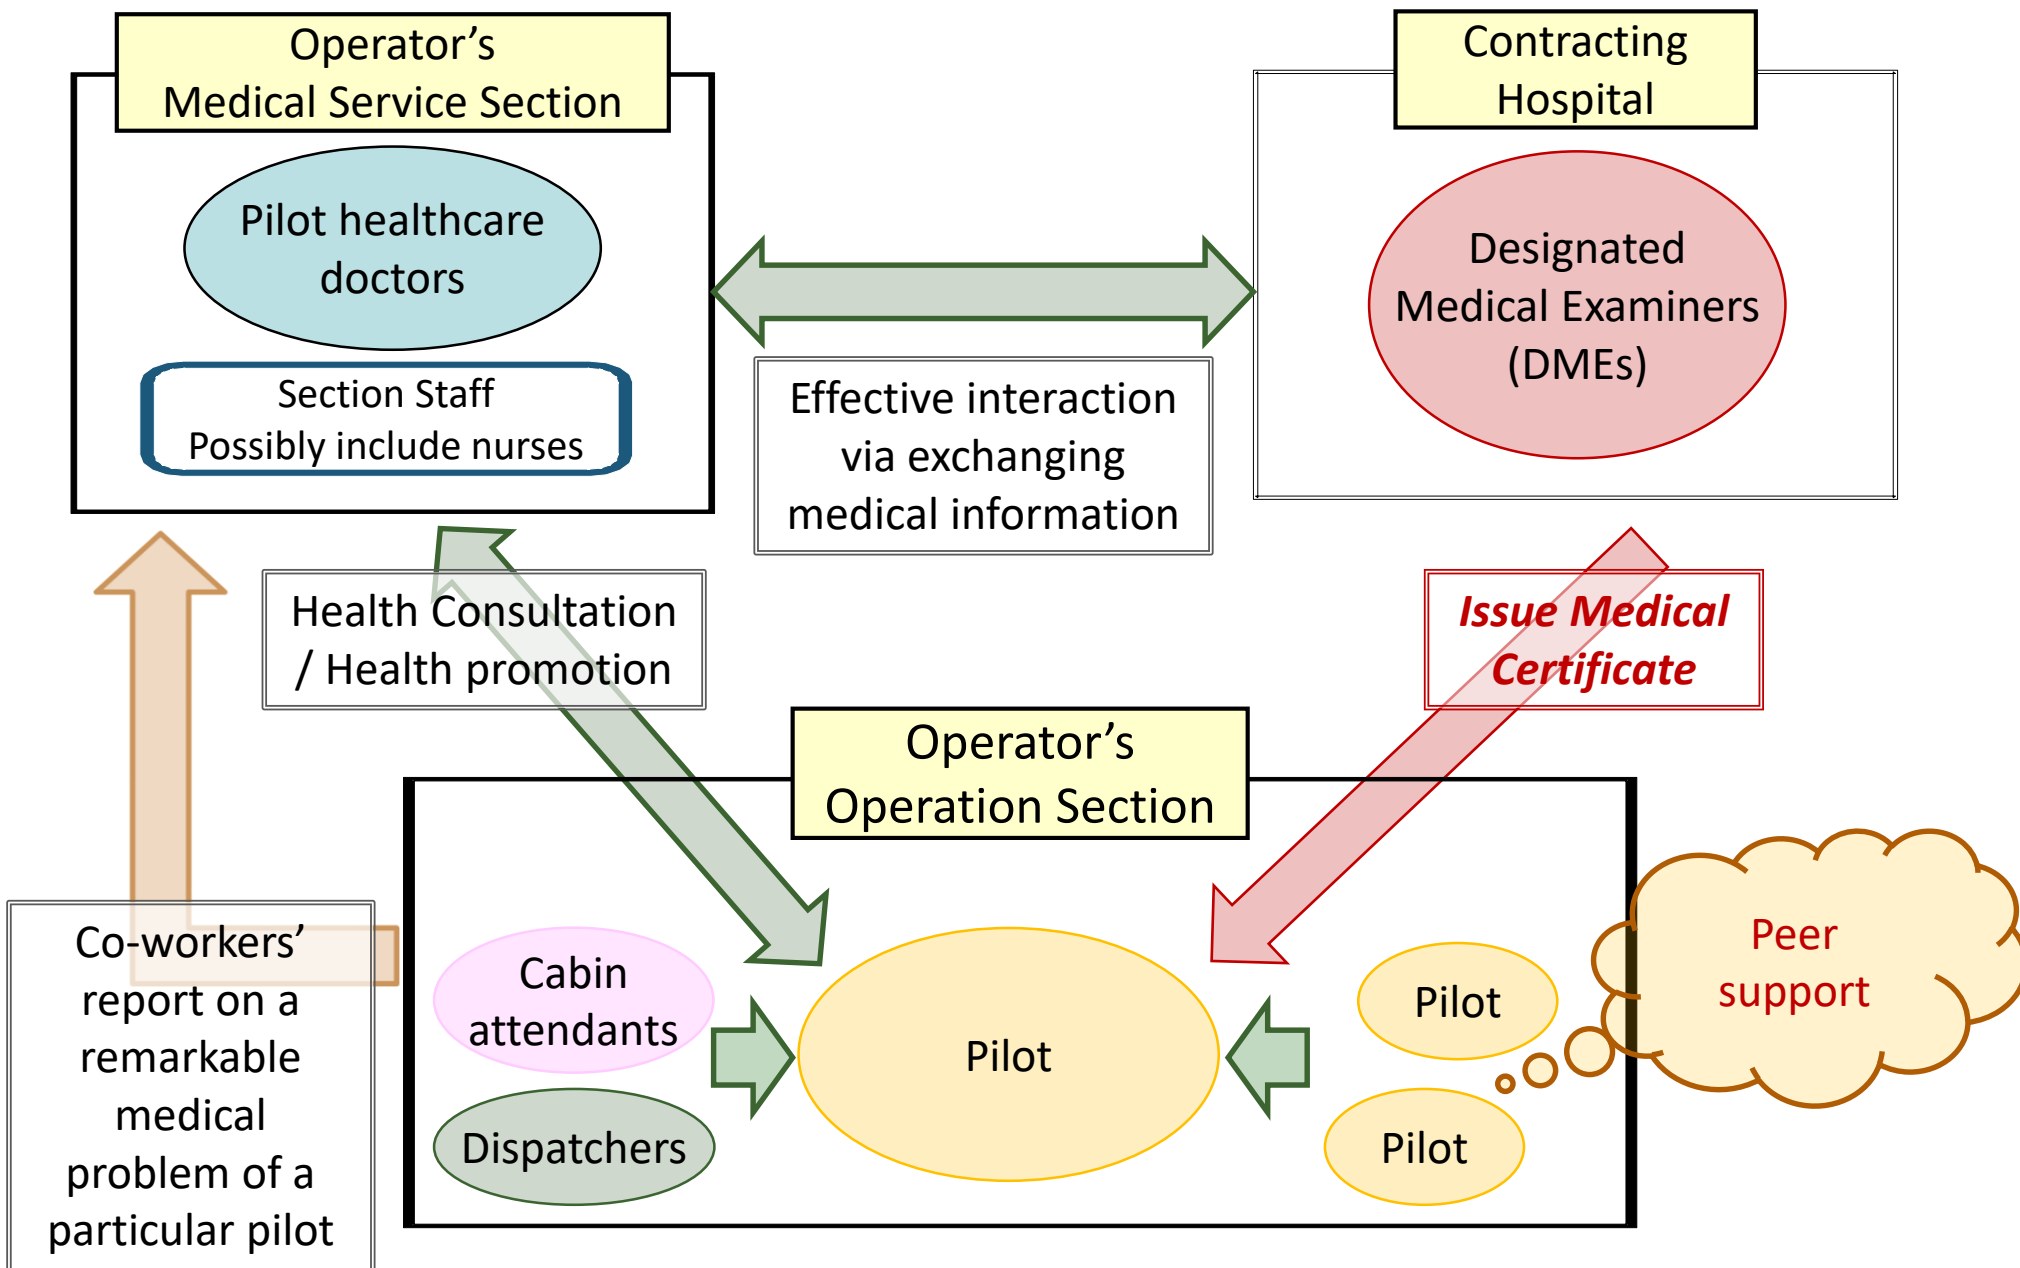 Operator’s
Medical Service Section
Pilot healthcare
doctors
Section Staff
Possibly include nurses
Contracting
Hospital
Designated
Medical Examiners
(DMEs)
Effective interaction
via exchanging
medical information
Health Consultation
/ Health promotion
Issue Medical
Certificate
Operator’s
Operation Section
Co-workers’
report on a
remarkable
medical
problem of a
particular pilot
Cabin
attendants
Dispatchers
Pilot
Pilot
Pilot
Peer
support